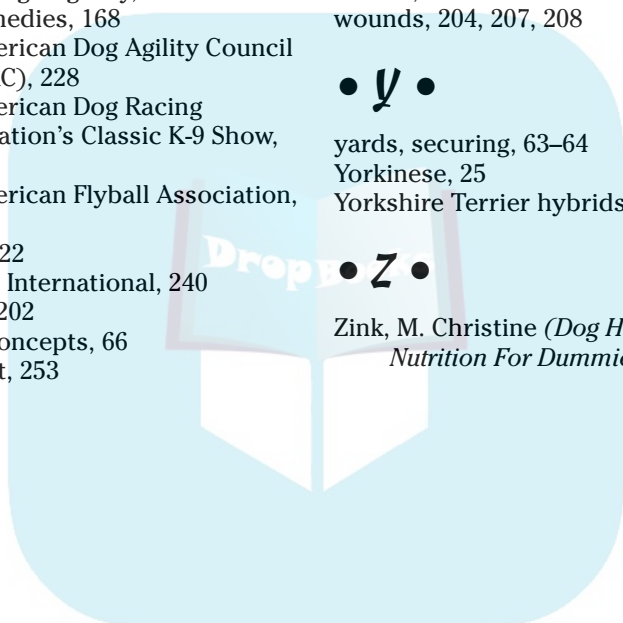 medies, 168
erican Dog Agility Council
C), 228
erican Dog Racing
ation’s Classic K-9 Show,
erican Flyball Association,
22
International, 240
202
oncepts, 66
t, 253
wounds, 204, 207, 208
• y •
yards, securing, 63–64
Yorkinese, 25
Yorkshire Terrier hybrids
• z •
Zink, M. Christine (Dog H
Nutrition For Dummie
DropBooks